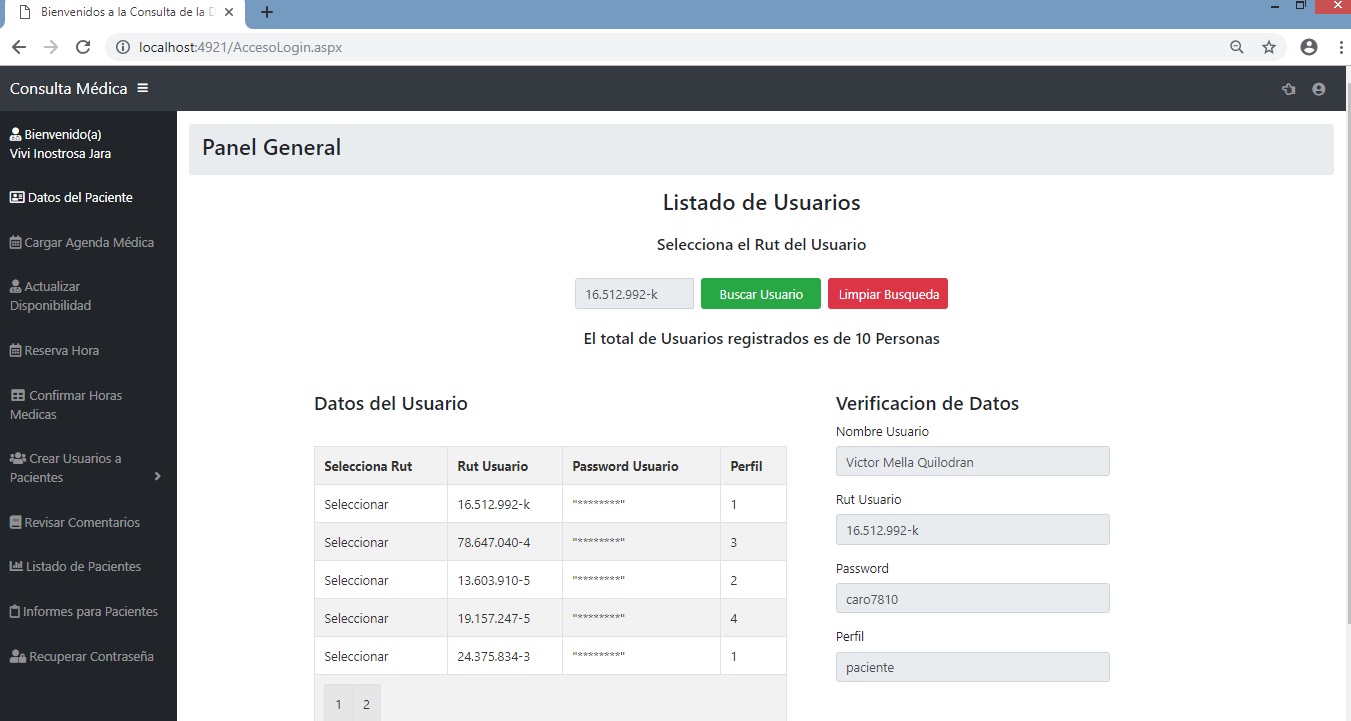 Bienvenidos a la Consulta de la D
localhost:4921/AccesoLogin.aspx
Consulta Médica
Bienvenido(a)
Vivi Inostrosa Jara
Datos del Paciente
Cargar Agenda Médica
Actualizar
Disponibilidad
Reserva Hora
Confirmar Horas
Medicas
Crear Usuarios a
Pacientes
Revisar Comentarios
Listado de Pacientes
Informes para Pacientes
Recuperar Contraseña
Panel General
Listado de Usuarios
Selecciona el Rut del Usuario
16.512.992-k Buscar Usuario Limpiar Busqueda
El total de Usuarios registrados es de 10 Personas
Datos del Usuario
Selecciona Rut Rut Usuario Password Usuario Perfil
Seleccionar 16.512.992-k "********" 1
Seleccionar 78.647.040-4 "********" 3
Seleccionar 13.603.910-5 "********" 2
Seleccionar 19.157.247-5 "********" 4
Seleccionar 24.375.834-3 "********" 1
1 2
Verificacion de Datos
Nombre Usuario
Victor Mella Quilodran
Rut Usuario
16.512.992-k
Password
caro7810
Perfil
paciente